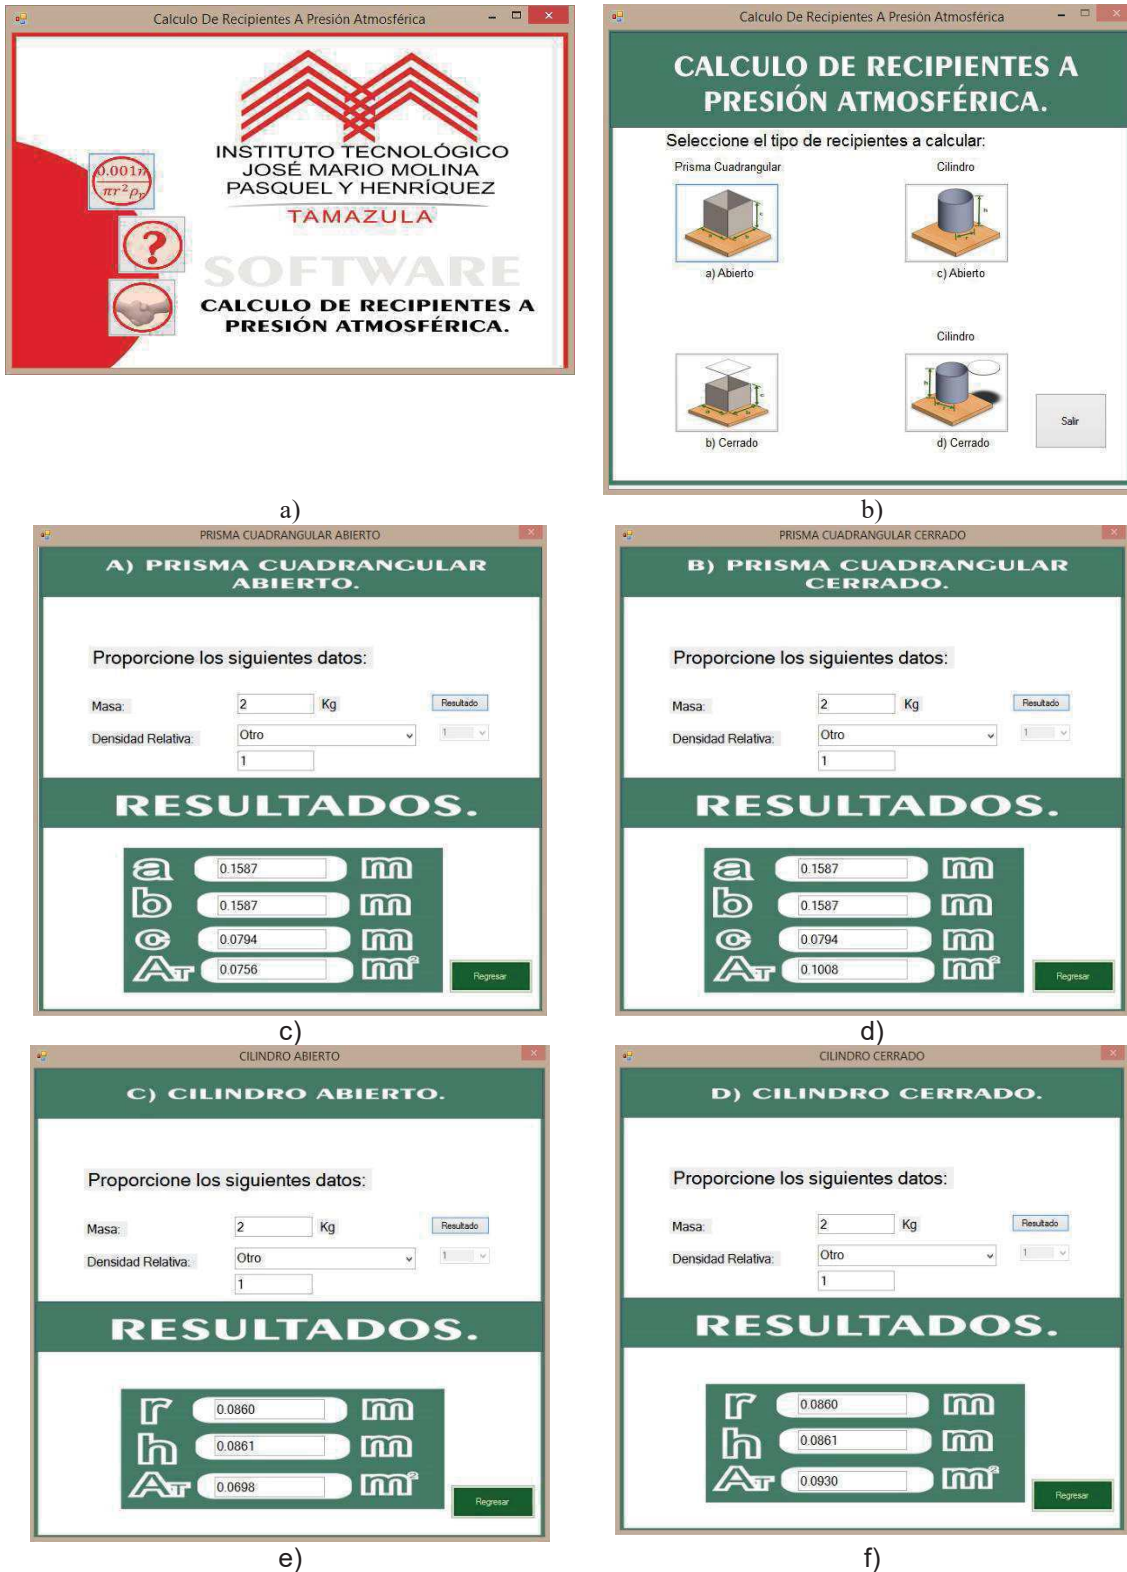 Calculo De Recipientes A Presión Atmosférica
INSTITUTO TECNOLÓGICO
JOSÉ MARIO MOLINA
PASQUEL Y HENRÍQUEZ
TAMAZULA
SOFTWARE
CALCULO DE RECIPIENTES A
PRESIÓN ATMOSFÉRICA.
?
a)
Calculo De Recipientes A Presión Atmosférica
CALCULO DE RECIPIENTES A
PRESIÓN ATMOSFÉRICA.
Seleccione el tipo de recipientes a calcular:
Prisma Cuadrangular
Cilindro
a) Abierto
c) Abierto
Cilindro
b) Cerrado
d) Cerrado
Salir
b)
PRISMA CUADRANGULAR ABIERTO
A) PRISMA CUADRANGULAR
ABIERTO.
Proporcione los siguientes datos:
Masa: 2 Kg Resultado
Densidad Relativa: Otro 1
1
RESULTADOS.
a 0.1587 m
b 0.1587 m
c 0.0794 m
AT 0.0756 m²
Regresar
c)
PRISMA CUADRANGULAR CERRADO
B) PRISMA CUADRANGULAR
CERRADO.
Proporcione los siguientes datos:
Masa: 2 Kg Resultado
Densidad Relativa: Otro 1
1
RESULTADOS.
a 0.1587 m
b 0.1587 m
c 0.0794 m
AT 0.1008 m²
Regresar
d)
CILINDRO ABIERTO
C) CILINDRO ABIERTO.
Proporcione los siguientes datos:
Masa: 2 Kg Resultado
Densidad Relativa: Otro 1
1
RESULTADOS.
r 0.0860 m
h 0.0861 m
AT 0.0698 m²
Regresar
e)
CILINDRO CERRADO
D) CILINDRO CERRADO.
Proporcione los siguientes datos:
Masa: 2 Kg Resultado
Densidad Relativa: Otro 1
1
RESULTADOS.
r 0.0860 m
h 0.0861 m
AT 0.0930 m²
Regresar
f)